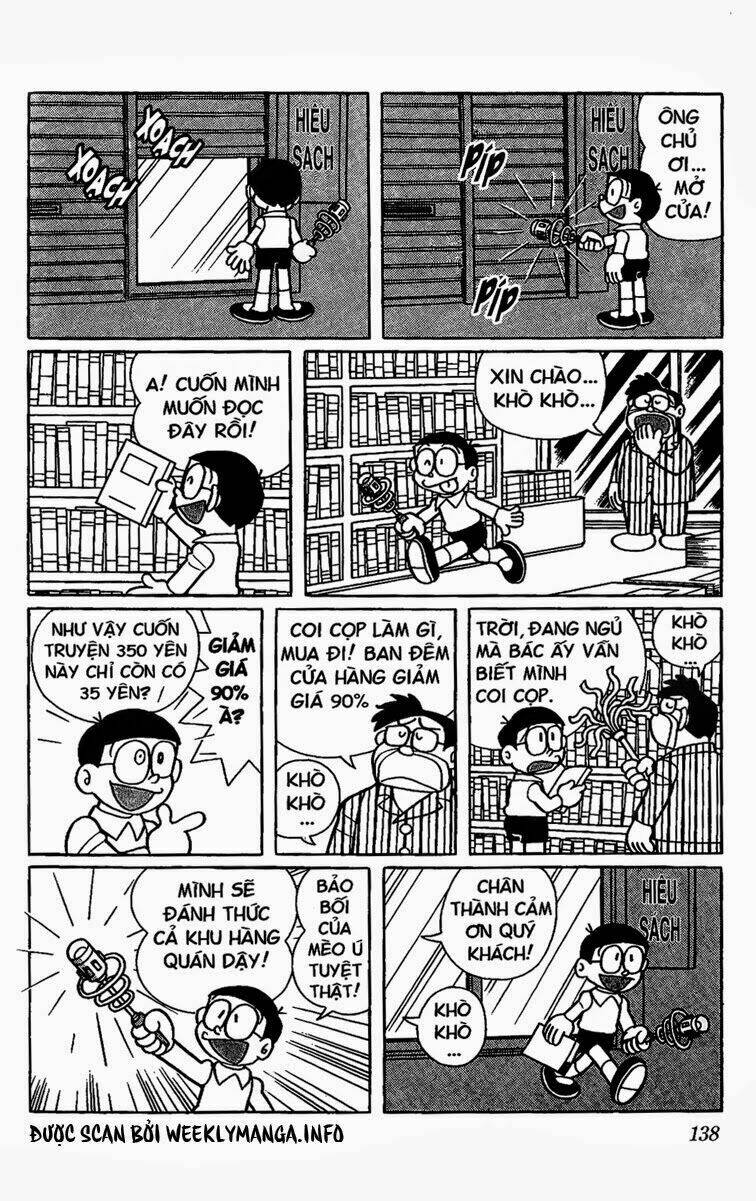 ÔNG
CHỦ
ƠI...
MỞ
CỬA!
HIỆU
SÁCH
PÍP
PÍP
HIỆU
SÁCH
XOẠCH
XOẠCH
XIN CHÀO...
KHÒ KHÒ...
A! CUỐN MÌNH
MUỐN ĐỌC
ĐÂY RỒI!
KHÒ
KHÒ
...
TRỜI, ĐANG NGỦ
MÀ BÁC ẤY VẪN
BIẾT MÌNH
COI CỌP.
COI CỌP LÀM GÌ,
MUA ĐI! BAN ĐÊM
CỬA HÀNG GIẢM
GIÁ 90%
KHÒ
KHÒ
...
GIẢM
GIÁ
90%
À?
NHƯ VẬY CUỐN
TRUYỆN 350 YÊN
NÀY CHỈ CÒN CÓ
35 YÊN?
CHÂN
THÀNH CẢM
ƠN QUÝ
KHÁCH!
HIỆU
SÁCH
KHÒ
KHÒ
...
BẢO
BỐI
CỦA
MÈO Ú
TUYỆT
THẬT!
MÌNH SẼ
ĐÁNH THỨC
CẢ KHU HÀNG
QUÁN DẬY!
ĐƯỢC SCAN BỞI WEEKLYMANGA.INFO
138